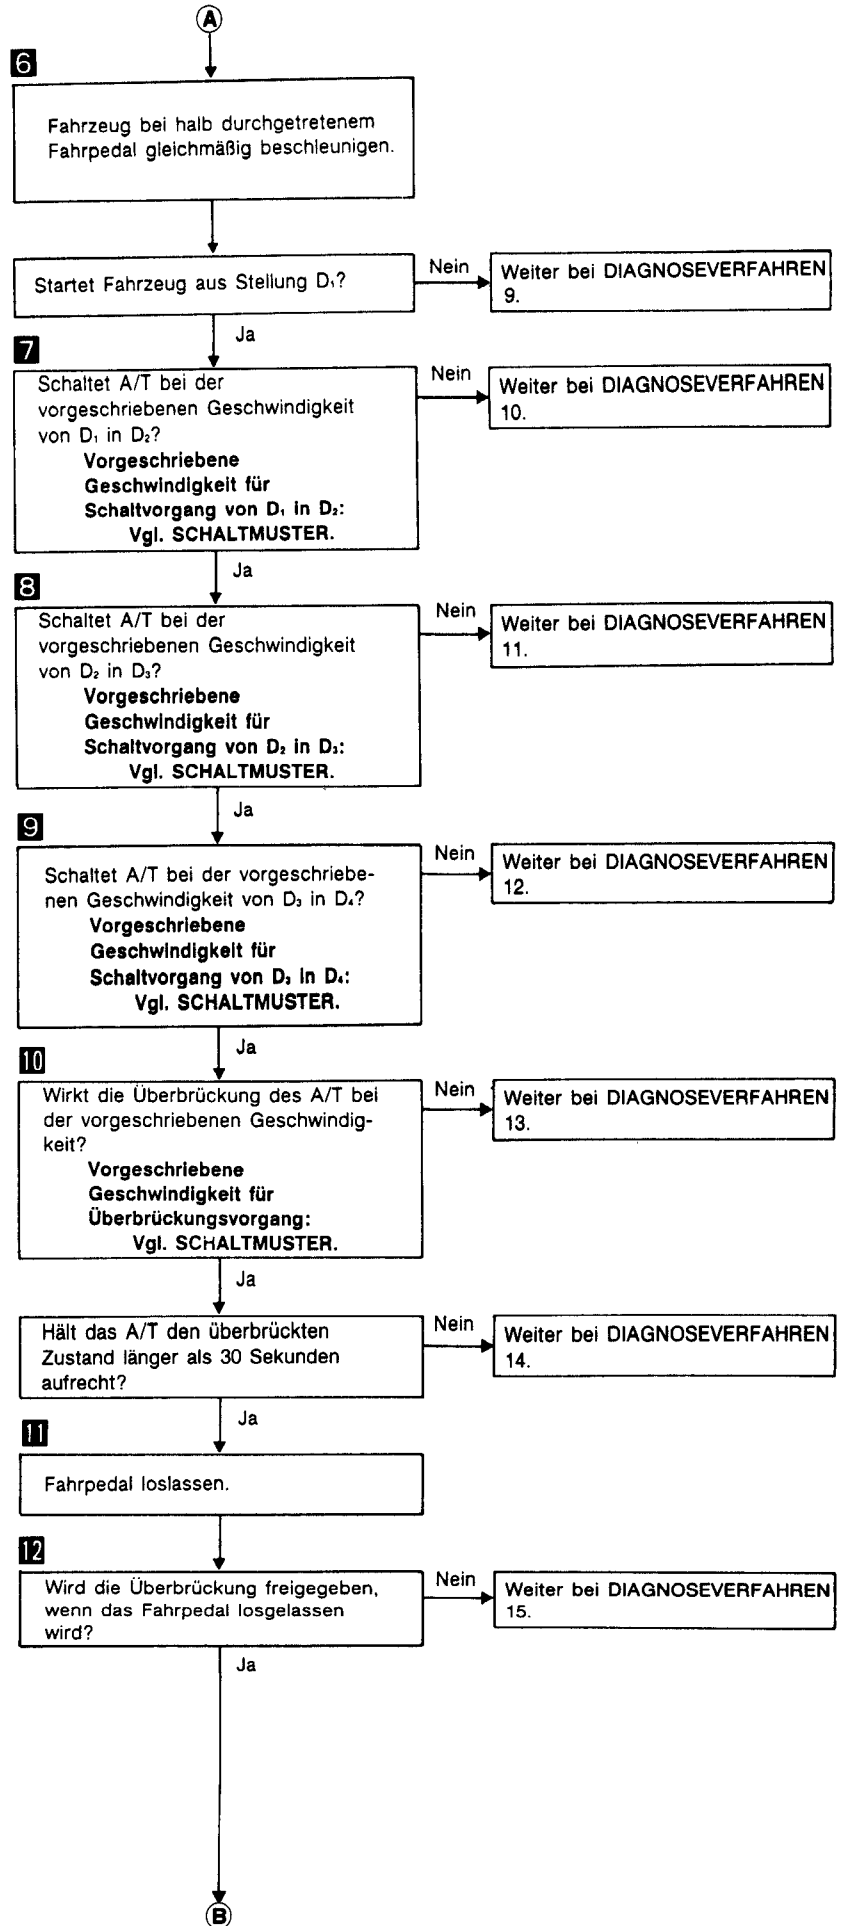 A
6
Fahrzeug bei halb durchgetretenem
Fahrpedal gleichmäßig beschleunigen.
Startet Fahrzeug aus Stellung D₁?
Nein
Weiter bei DIAGNOSEVERFAHREN
9.
Ja
7
Schaltet A/T bei der
vorgeschriebenen Geschwindigkeit
von D₁ in D₂?
Vorgeschriebene
Geschwindigkeit für
Schaltvorgang von D₁ in D₂:
Vgl. SCHALTMUSTER.
Nein
Weiter bei DIAGNOSEVERFAHREN
10.
Ja
8
Schaltet A/T bei der
vorgeschriebenen Geschwindigkeit
von D₂ in D₃?
Vorgeschriebene
Geschwindigkeit für
Schaltvorgang von D₂ in D₃:
Vgl. SCHALTMUSTER.
Nein
Weiter bei DIAGNOSEVERFAHREN
11.
Ja
9
Schaltet A/T bei der vorgeschriebe-
nen Geschwindigkeit von D₃ in D₄?
Vorgeschriebene
Geschwindigkeit für
Schaltvorgang von D₃ in D₄:
Vgl. SCHALTMUSTER.
Nein
Weiter bei DIAGNOSEVERFAHREN
12.
Ja
10
Wirkt die Überbrückung des A/T bei
der vorgeschriebenen Geschwindig-
keit?
Vorgeschriebene
Geschwindigkeit für
Überbrückungsvorgang:
Vgl. SCHALTMUSTER.
Nein
Weiter bei DIAGNOSEVERFAHREN
13.
Ja
Hält das A/T den überbrückten
Zustand länger als 30 Sekunden
aufrecht?
Nein
Weiter bei DIAGNOSEVERFAHREN
14.
Ja
11
Fahrpedal loslassen.
12
Wird die Überbrückung freigegeben,
wenn das Fahrpedal losgelassen
wird?
Nein
Weiter bei DIAGNOSEVERFAHREN
15.
Ja
B